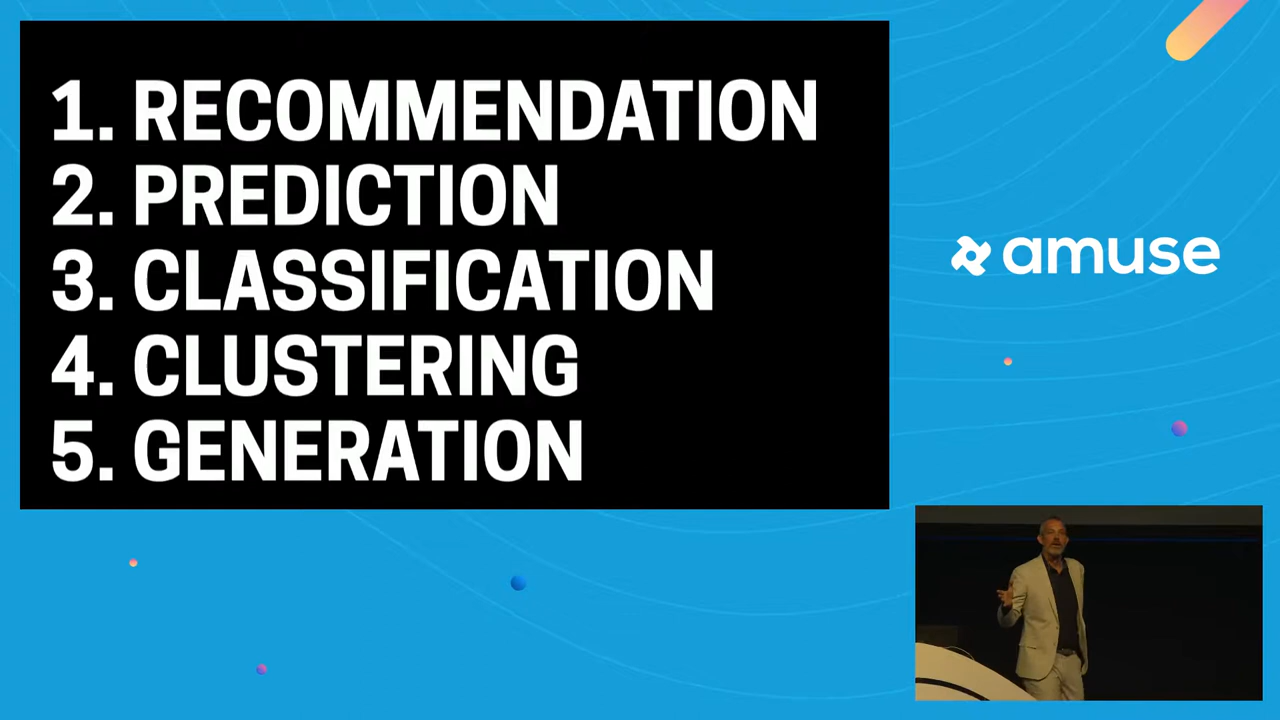 1. RECOMMENDATION
2. PREDICTION
3. CLASSIFICATION
4. CLUSTERING
5. GENERATION
amuse